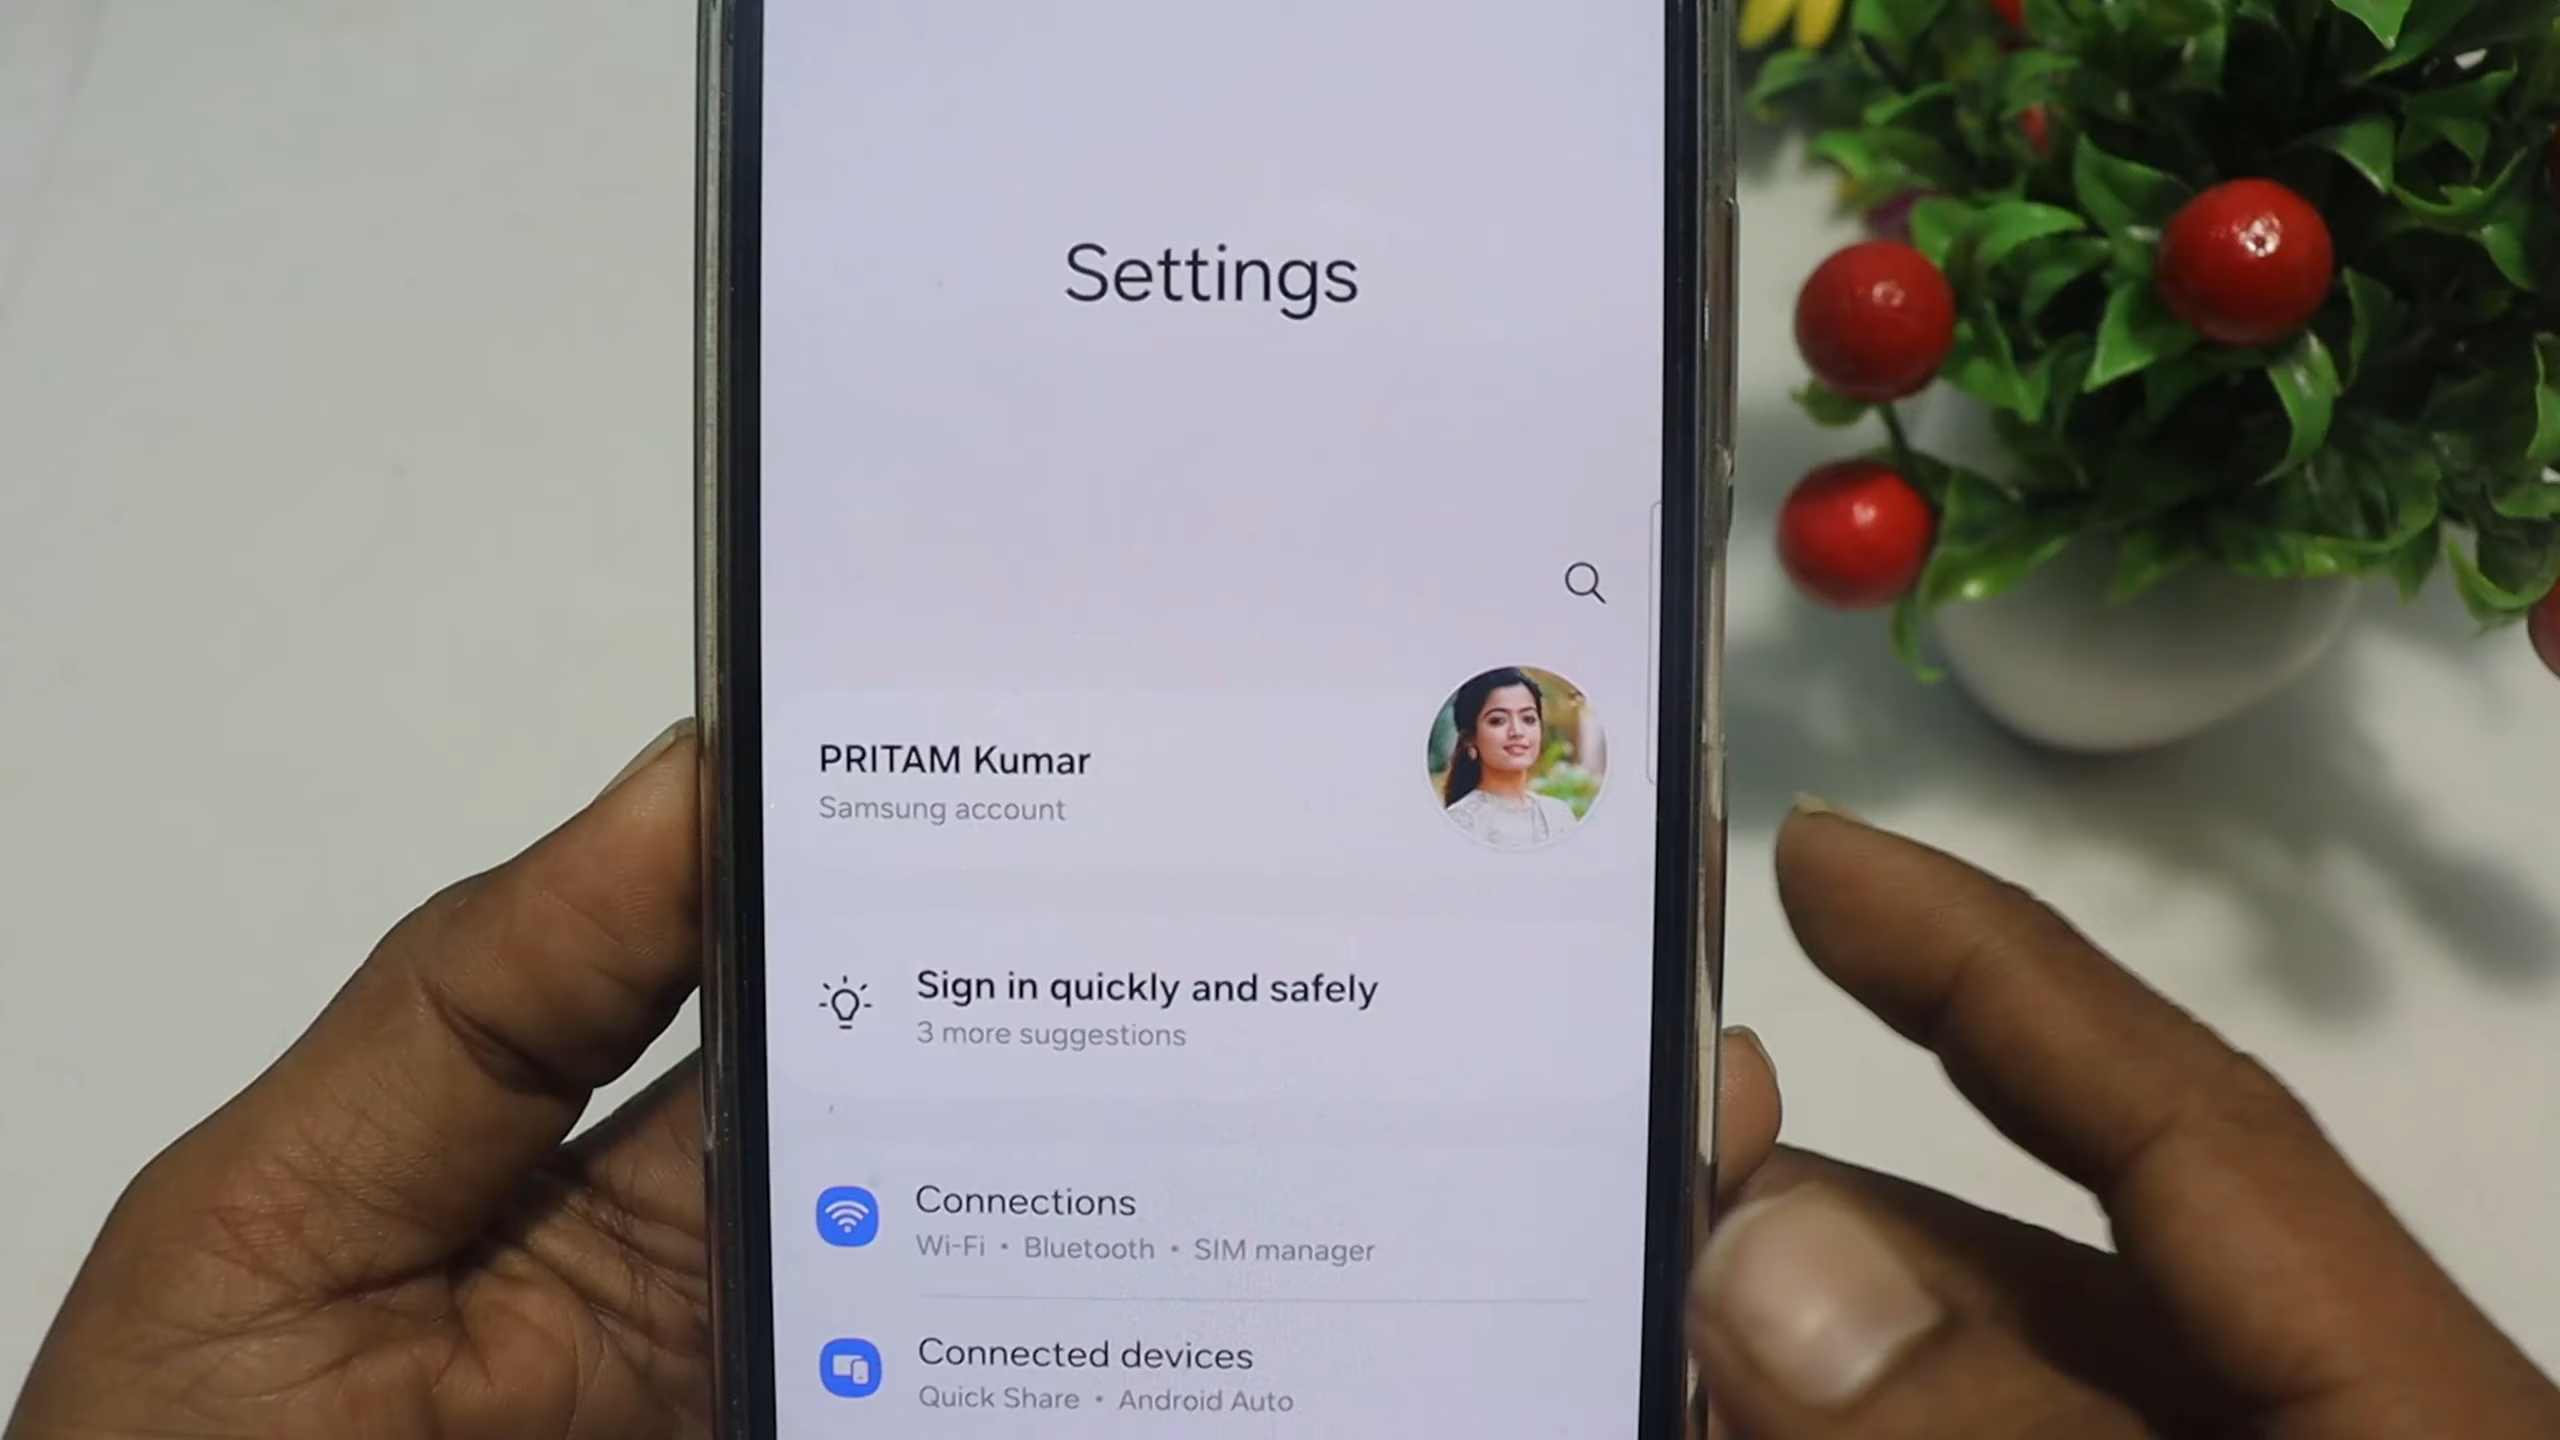 Settings
PRITAM Kumar
Samsung account
Sign in quickly and safely
3 more suggestions
Connections
Wi-Fi • Bluetooth • SIM manager
Connected devices
Quick Share • Android Auto